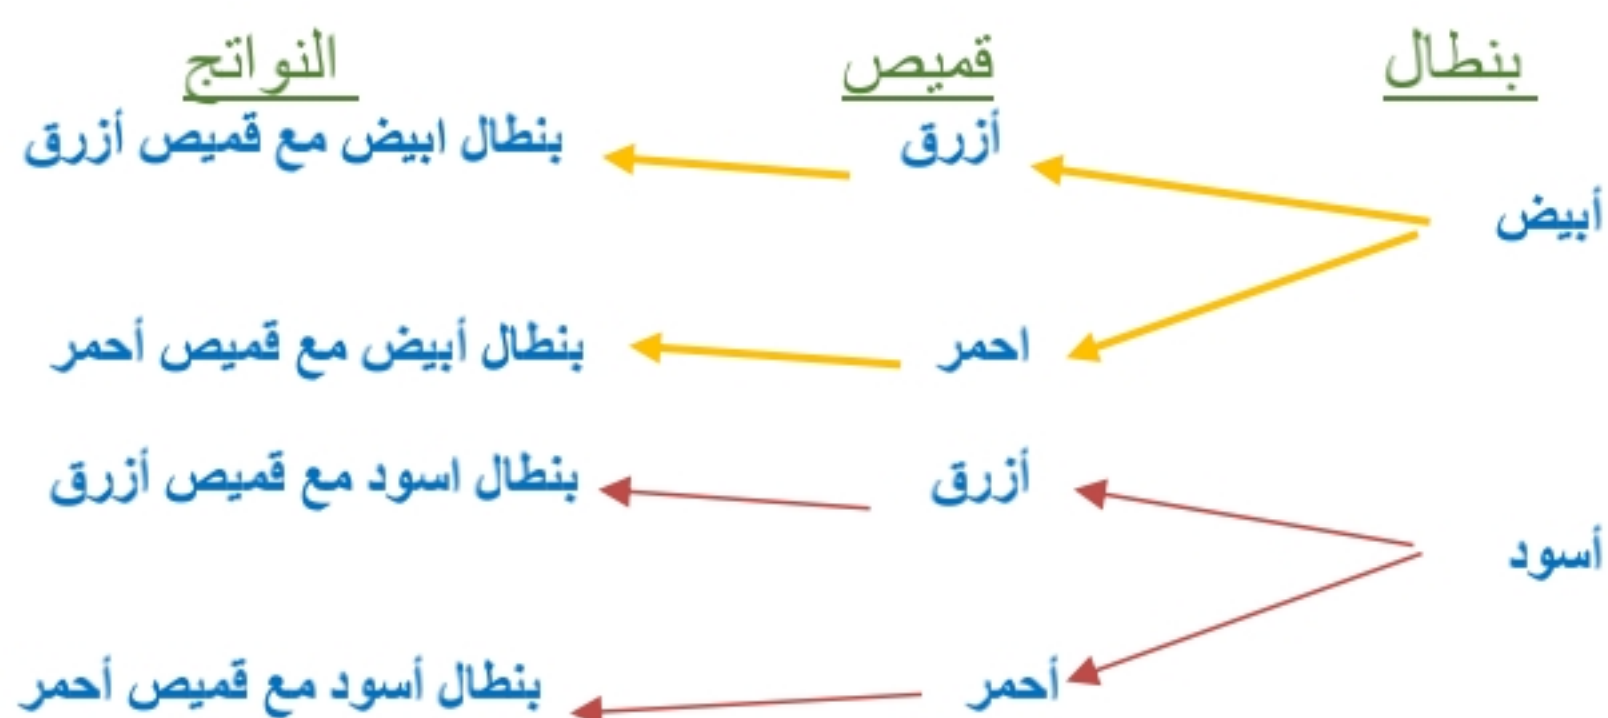 بنطال قميص النواتج
أزرق بنطال ابيض مع قميص أزرق
أبيض
احمر بنطال أبيض مع قميص أحمر
أزرق بنطال اسود مع قميص أزرق
أسود
أحمر بنطال أسود مع قميص أحمر